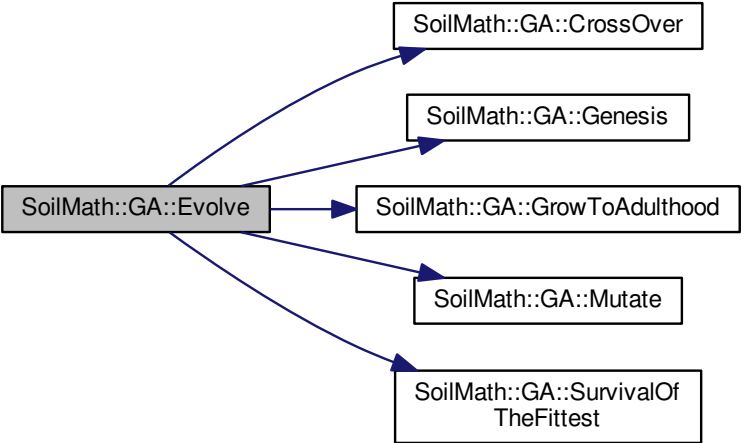 SoilMath::GA::CrossOver
SoilMath::GA::Genesis
SoilMath::GA::Evolve
SoilMath::GA::GrowToAdulthood
SoilMath::GA::Mutate
SoilMath::GA::SurvivalOf
TheFittest